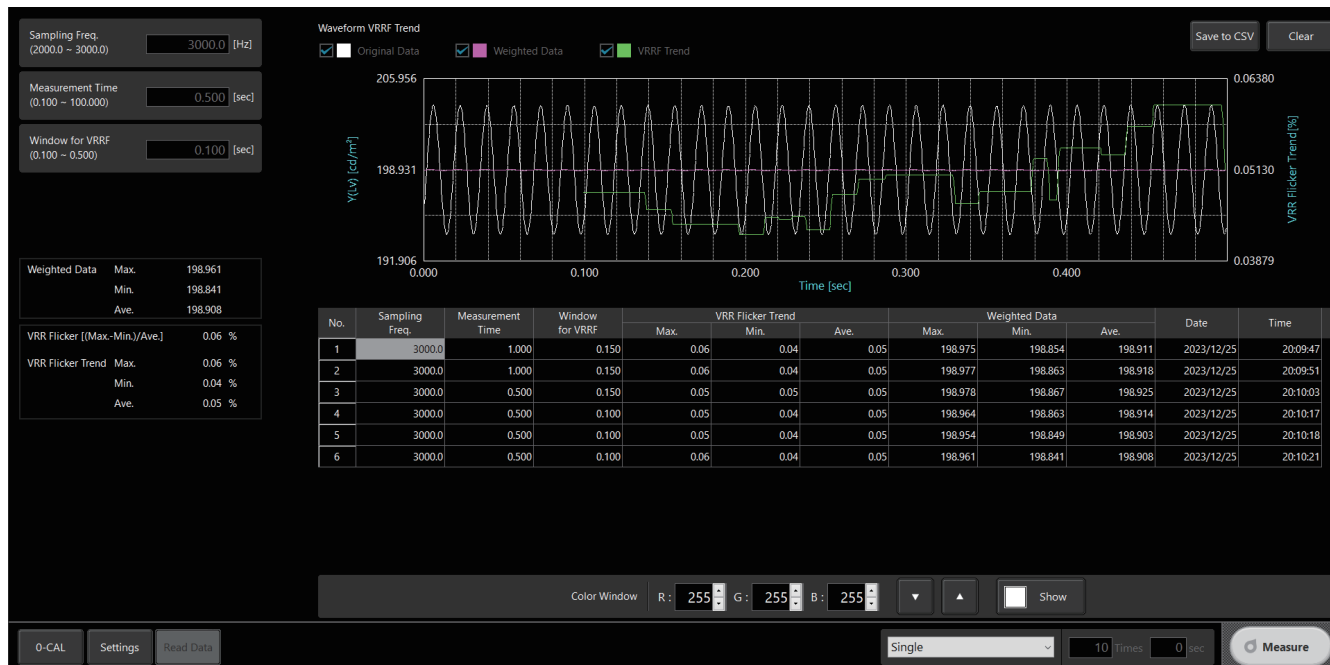 Sampling Freq.
(2000.0 ~ 3000.0)
3000.0 [Hz]
Measurement Time
(0.100 ~ 100.000)
0.500 [sec]
Window for VRRF
(0.100 ~ 0.500)
0.100 [sec]
Weighted Data Max. 198.961
Min. 198.841
Ave. 198.908
VRR Flicker [(Max.-Min.)/Ave.] 0.06 %
VRR Flicker Trend Max. 0.06 %
Min. 0.04 %
Ave. 0.05 %
Waveform VRRF Trend
Original Data Weighted Data VRRF Trend
Save to CSV Clear
205.956
198.931
191.906
Y(Lv) [cd/m²]
0.06380
0.05130
0.03879
VRR Flicker Trend[%]
0.000 0.100 0.200 0.300 0.400
Time [sec]
No. Sampling Freq. Measurement Time Window for VRRF VRR Flicker Trend Weighted Data Date Time
Max. Min. Ave. Max. Min. Ave.
1 3000.0 1.000 0.150 0.06 0.04 0.05 198.975 198.854 198.911 2023/12/25 20:09:47
2 3000.0 1.000 0.150 0.06 0.04 0.05 198.977 198.863 198.918 2023/12/25 20:09:51
3 3000.0 0.500 0.150 0.05 0.05 0.05 198.978 198.867 198.925 2023/12/25 20:10:03
4 3000.0 0.500 0.100 0.05 0.04 0.05 198.964 198.863 198.914 2023/12/25 20:10:17
5 3000.0 0.500 0.100 0.05 0.04 0.05 198.954 198.849 198.903 2023/12/25 20:10:18
6 3000.0 0.500 0.100 0.06 0.04 0.05 198.961 198.841 198.908 2023/12/25 20:10:21
Color Window R : 255 G : 255 B : 255 ▼ ▲ Show
0-CAL Settings Read Data Single 10 Times 0 sec Measure